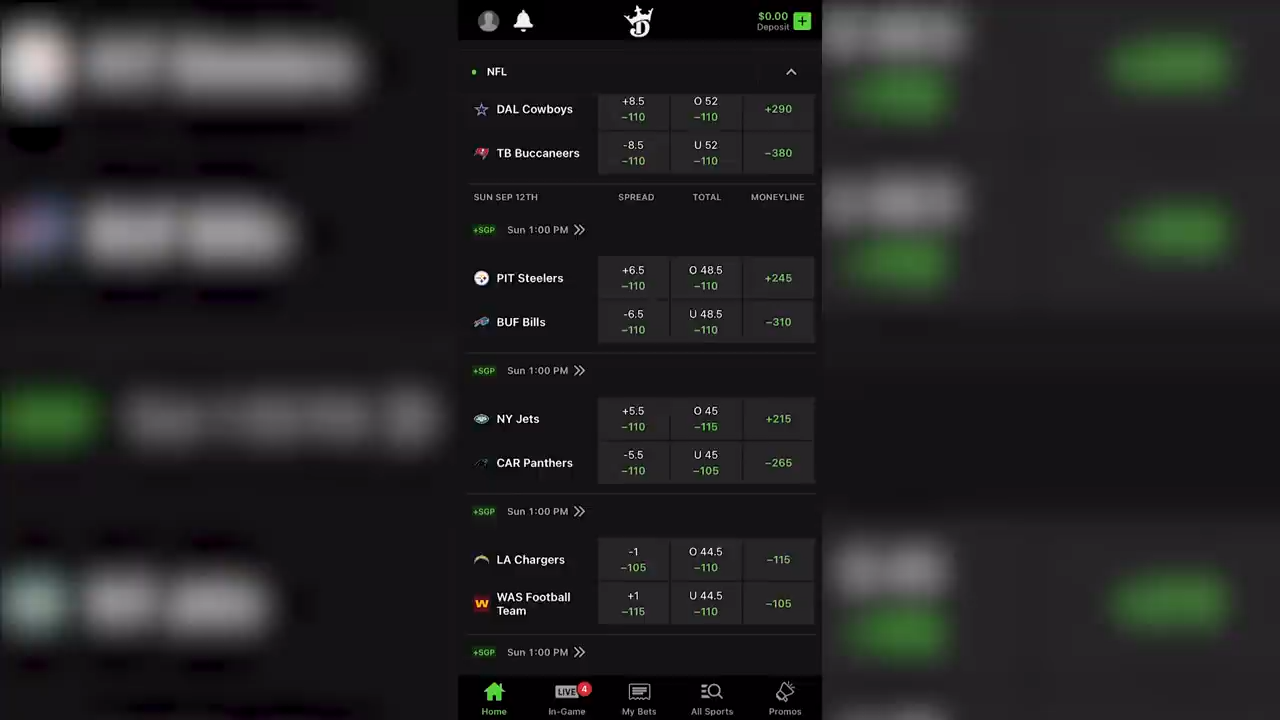 $0.00
Deposit
NFL
+8.5 O 52
DAL Cowboys +290
−110 −110
-8.5 U 52
TB Buccaneers −380
−110 −110
SUN SEP 12TH SPREAD TOTAL MONEYLINE
+SGP Sun 1:00 PM
+6.5 O 48.5
PIT Steelers +245
−110 −110
-6.5 U 48.5
BUF Bills −310
−110 −110
+SGP Sun 1:00 PM
+5.5 O 45
NY Jets +215
−110 −115
-5.5 U 45
CAR Panthers −265
−110 −105
+SGP Sun 1:00 PM
-1 O 44.5
LA Chargers −115
−105 −110
+1 U 44.5
WAS Football −105
Team
−115 −110
+SGP Sun 1:00 PM
LIVE 4
Home In-Game My Bets All Sports Promos